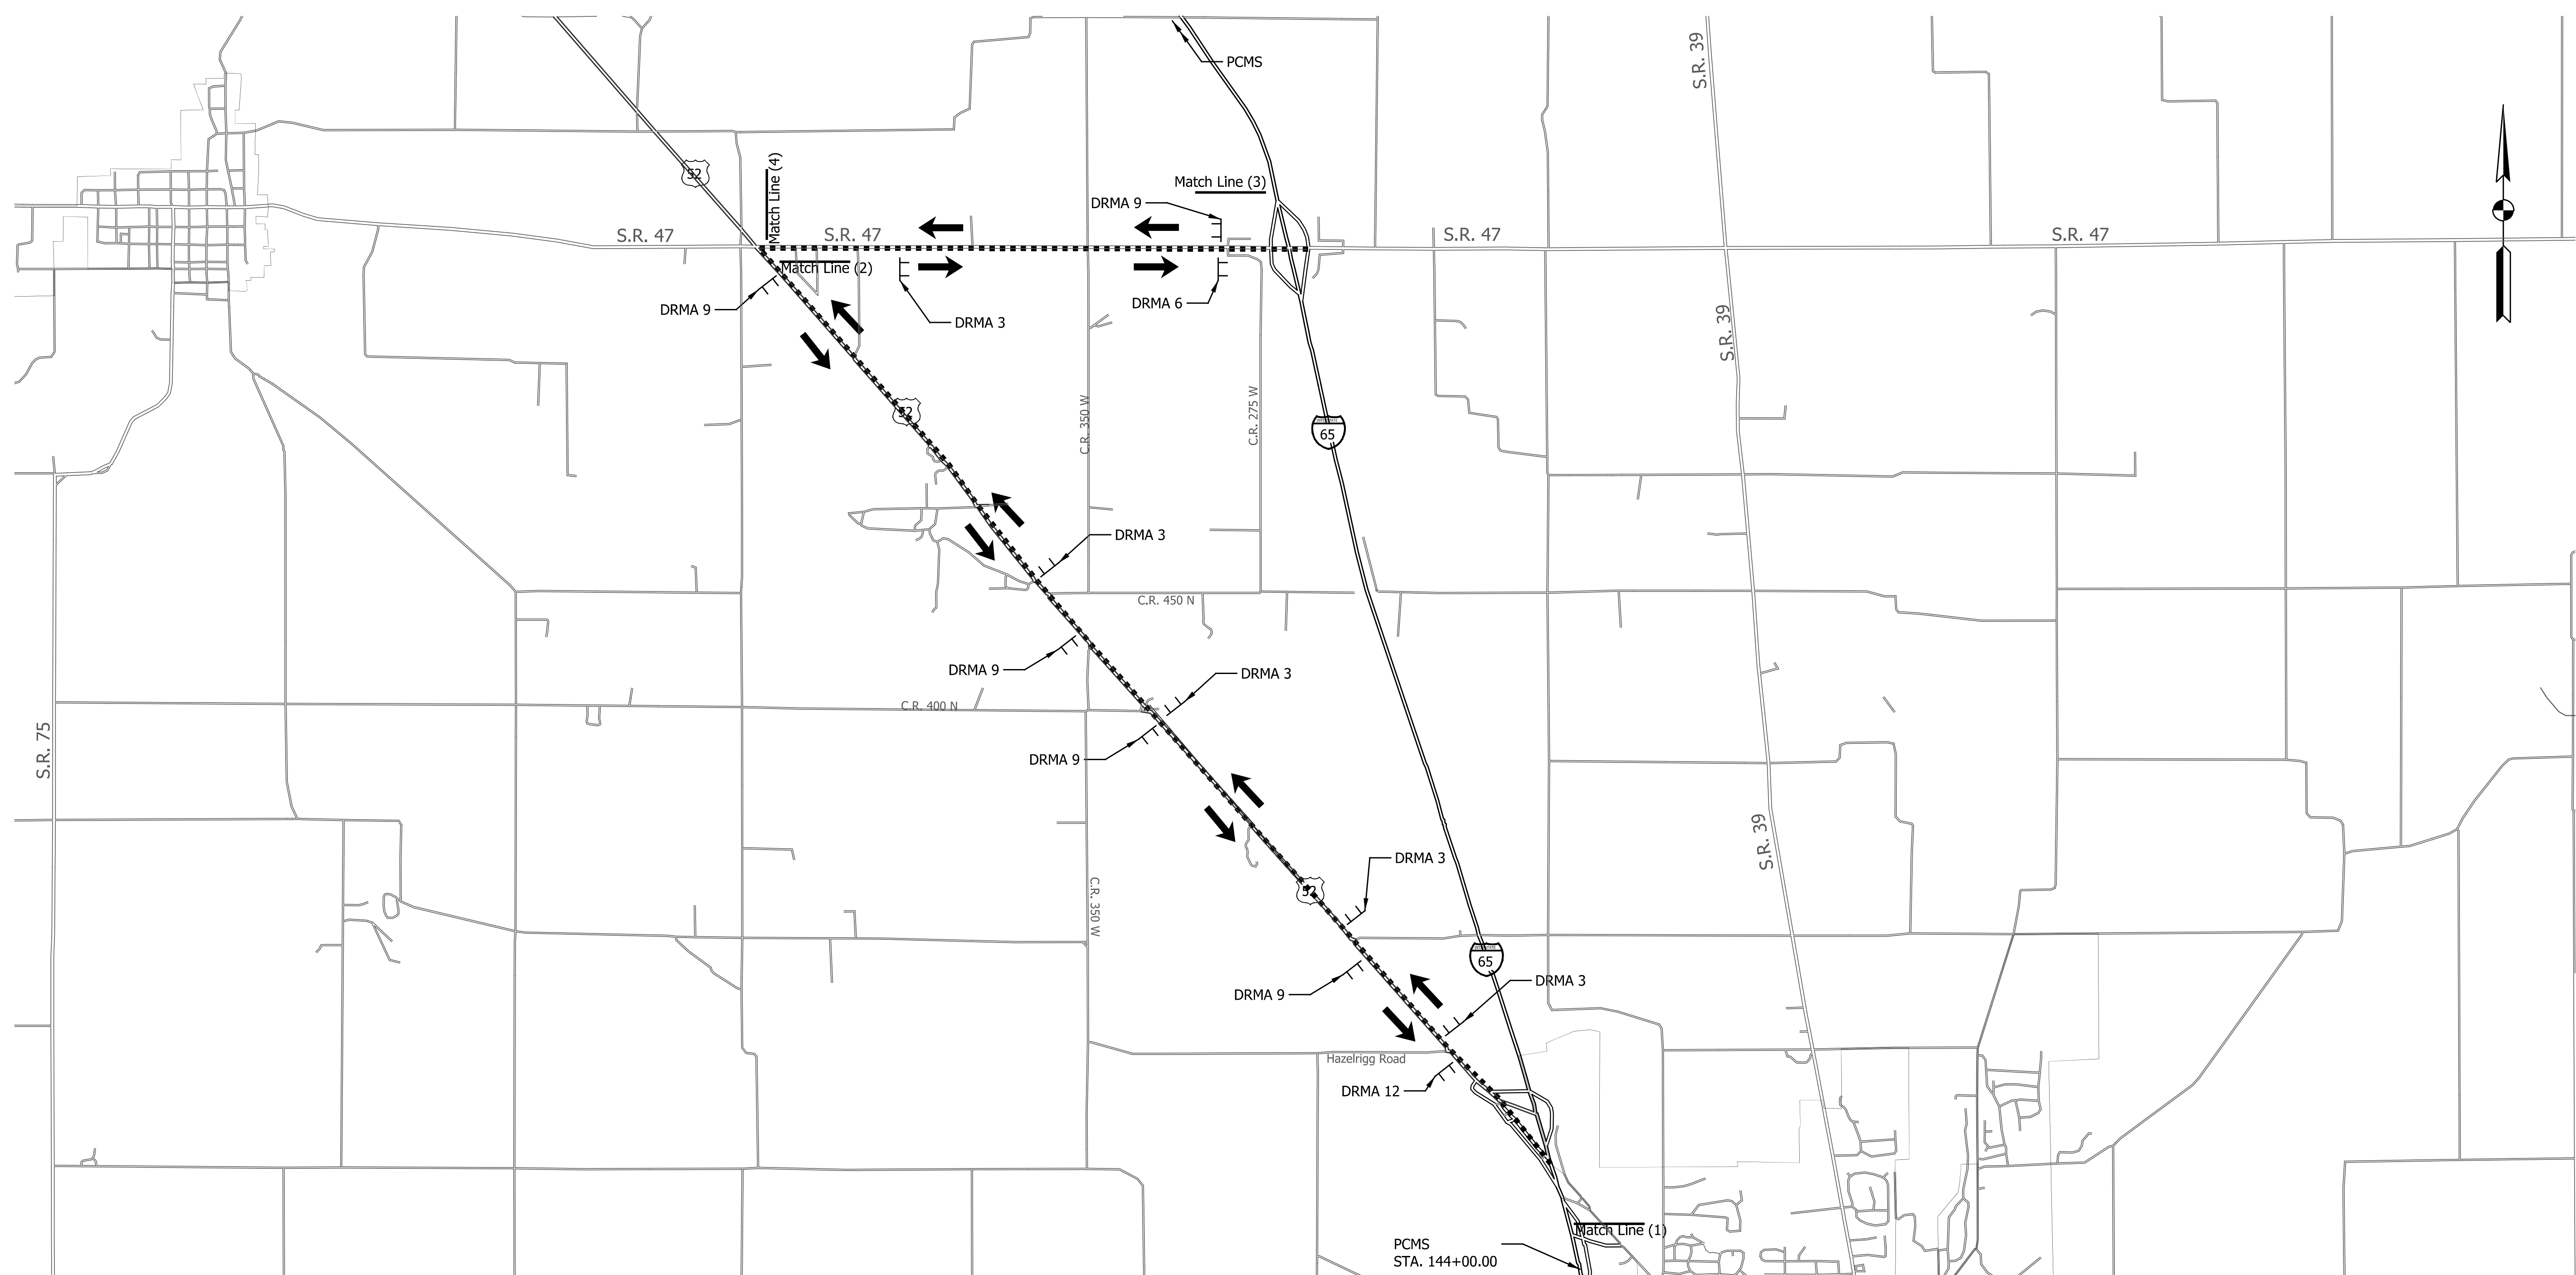 S.R. 39
PCMS
Match Line (4)
52
Match Line (3)
DRMA 9
S.R. 47
S.R. 47
S.R. 47
S.R. 47
Match Line (2)
DRMA 9
DRMA 3
DRMA 6
S.R. 39
52
C.R. 350 W
C.R. 275 W
65
DRMA 3
C.R. 450 N
DRMA 9
DRMA 3
C.R. 400 N
S.R. 75
DRMA 9
S.R. 39
DRMA 3
52
C.R. 350 W
65
DRMA 9
DRMA 3
Hazelrigg Road
DRMA 12
Match Line (1)
PCMS
STA. 144+00.00